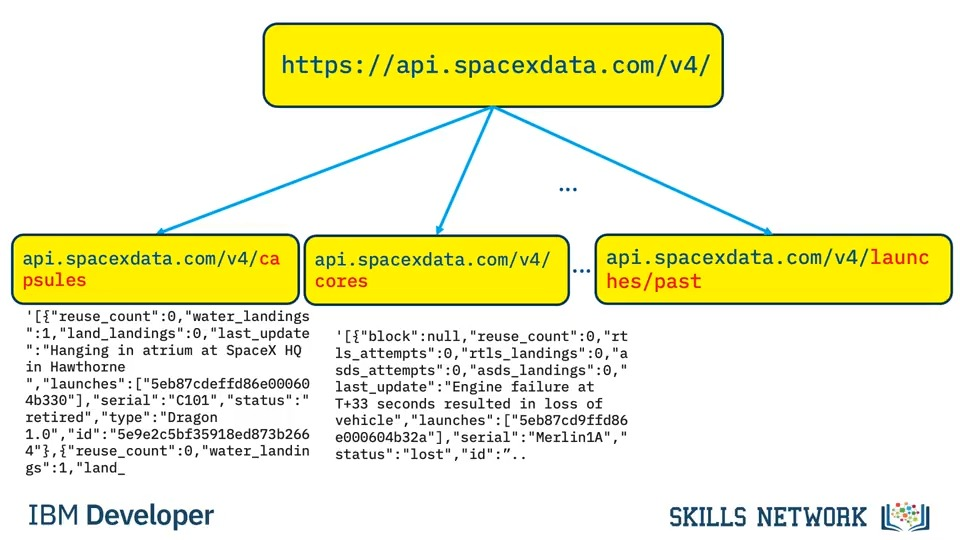 https://api.spacexdata.com/v4/
...
api.spacexdata.com/v4/ca
psules
api.spacexdata.com/v4/
cores
...
api.spacexdata.com/v4/launc
hes/past
'[{"reuse_count":0,"water_landings
":1,"land_landings":0,"last_update
":"Hanging in atrium at SpaceX HQ
in Hawthorne
","launches":["5eb87cdeffd86e00060
4b330"],"serial":"C101","status":"
retired","type":"Dragon
1.0","id":"5e9e2c5bf35918ed873b266
4"},{"reuse_count":0,"water_landin
gs":1,"land_
'[{"block":null,"reuse_count":0,"rt
ls_attempts":0,"rtls_landings":0,"a
sds_attempts":0,"asds_landings":0,"
last_update":"Engine failure at
T+33 seconds resulted in loss of
vehicle","launches":["5eb87cd9ffd86
e000604b32a"],"serial":"Merlin1A","
status":"lost","id":”..
IBM Developer
SKILLS NETWORK